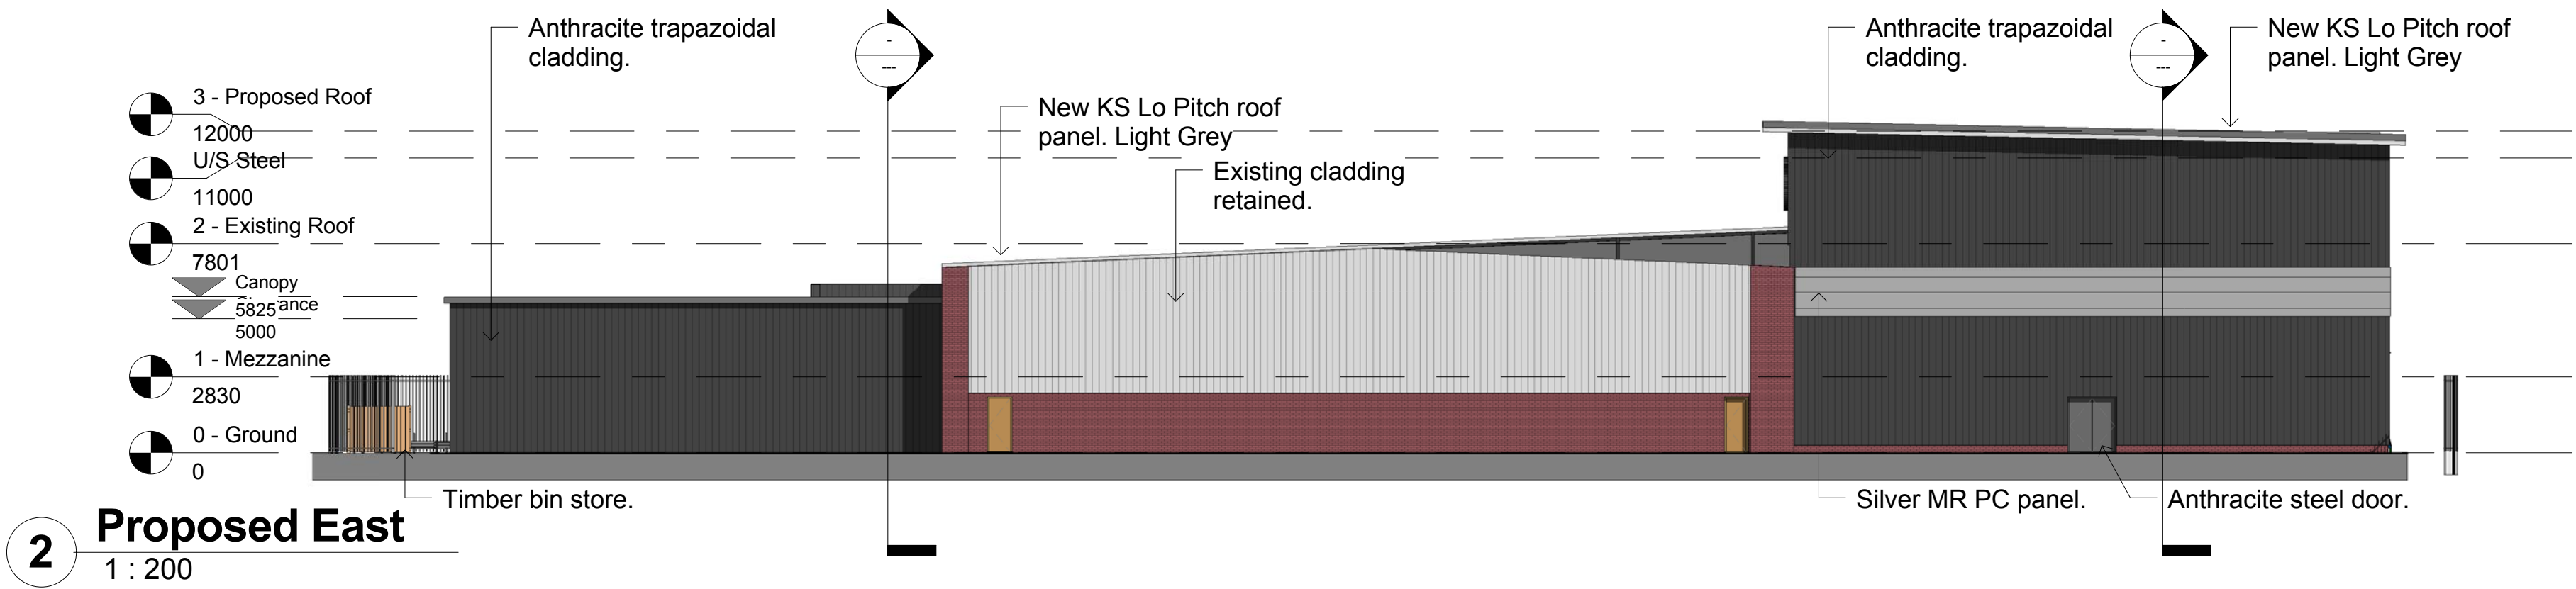 Anthracite trapazoidal
cladding.
-
---
Anthracite trapazoidal
cladding.
-
---
New KS Lo Pitch roof
panel. Light Grey
3 - Proposed Roof
12000
New KS Lo Pitch roof
panel. Light Grey
U/S Steel
11000
Existing cladding
retained.
2 - Existing Roof
7801
Canopy
5825
5000
1 - Mezzanine
2830
0 - Ground
0
Timber bin store.
Silver MR PC panel.
Anthracite steel door.
2
Proposed East
1 : 200